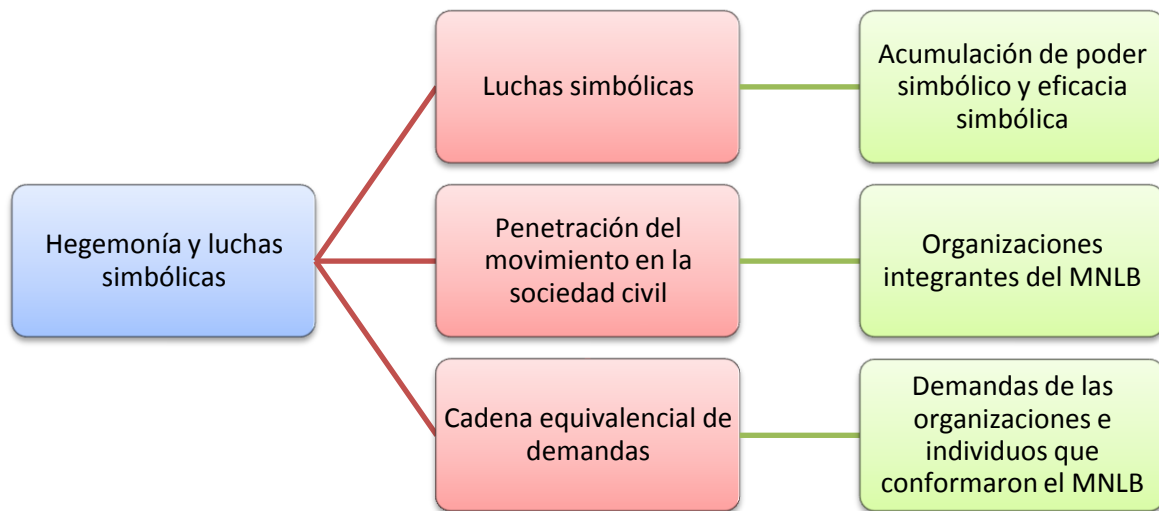 Hegemonía y luchas
simbólicas
Luchas simbólicas
Acumulación de poder
simbólico y eficacia
simbólica
Penetración del
movimiento en la
sociedad civil
Organizaciones
integrantes del MNLB
Cadena equivalencial de
demandas
Demandas de las
organizaciones e
individuos que
conformaron el MNLB